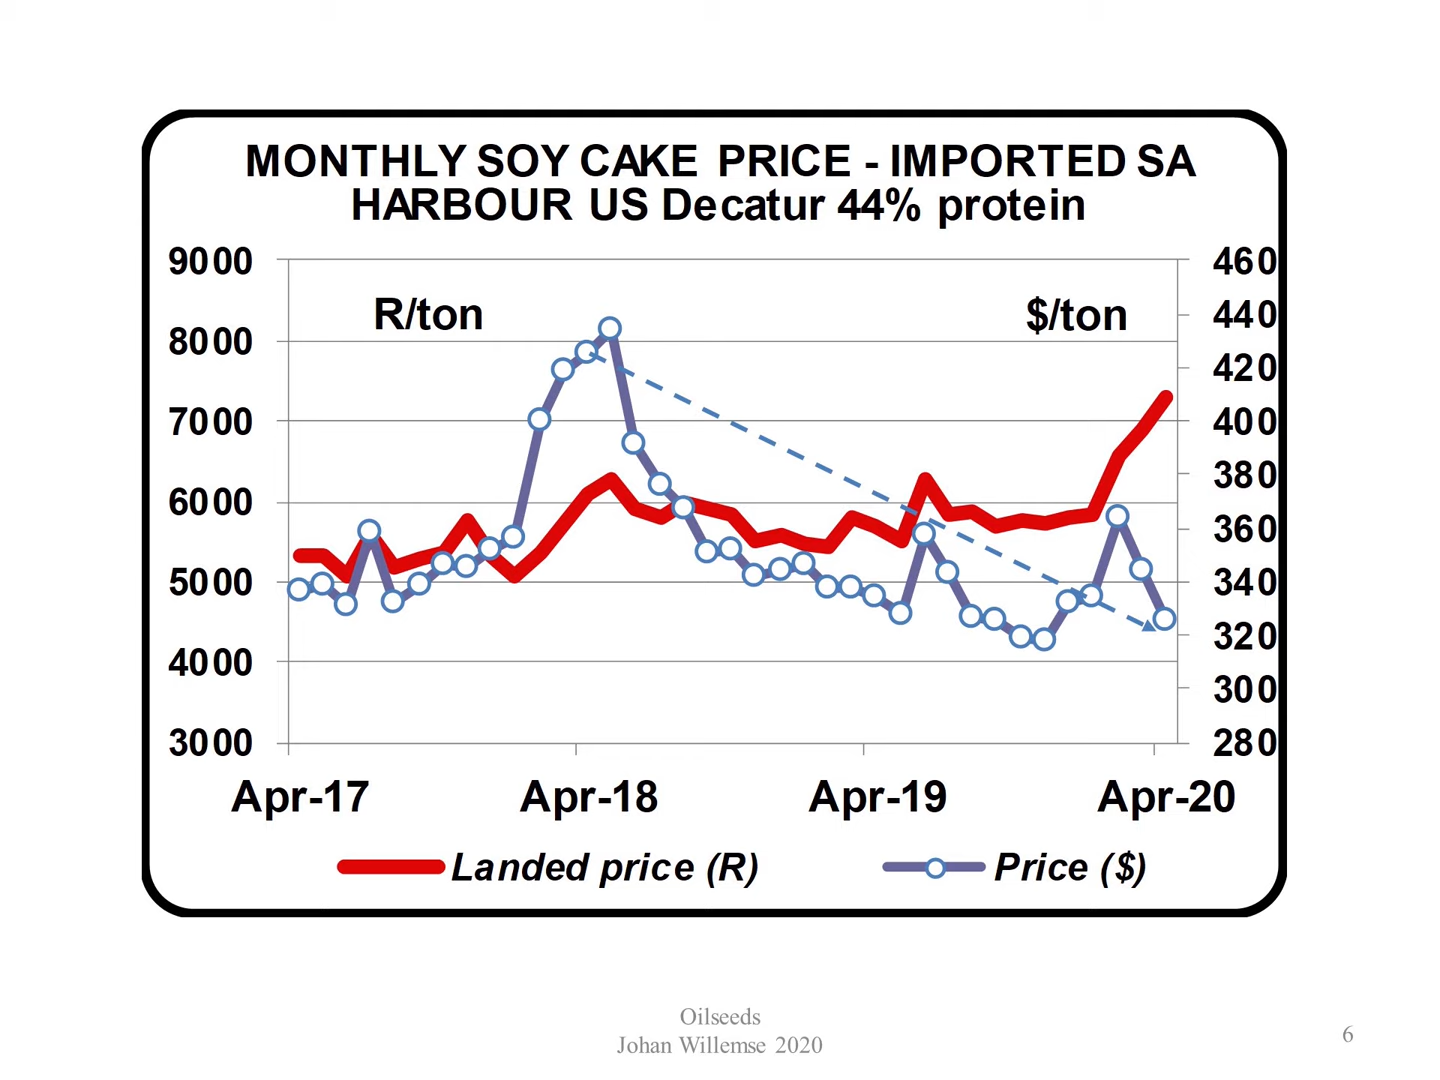 MONTHLY SOY CAKE PRICE - IMPORTED SA
HARBOUR US Decatur 44% protein
R/ton
$/ton
9000
8000
7000
6000
5000
4000
3000
460
440
420
400
380
360
340
320
300
280
Apr-17 Apr-18 Apr-19 Apr-20
Landed price (R) Price ($)
Oilseeds
Johan Willemse 2020
6